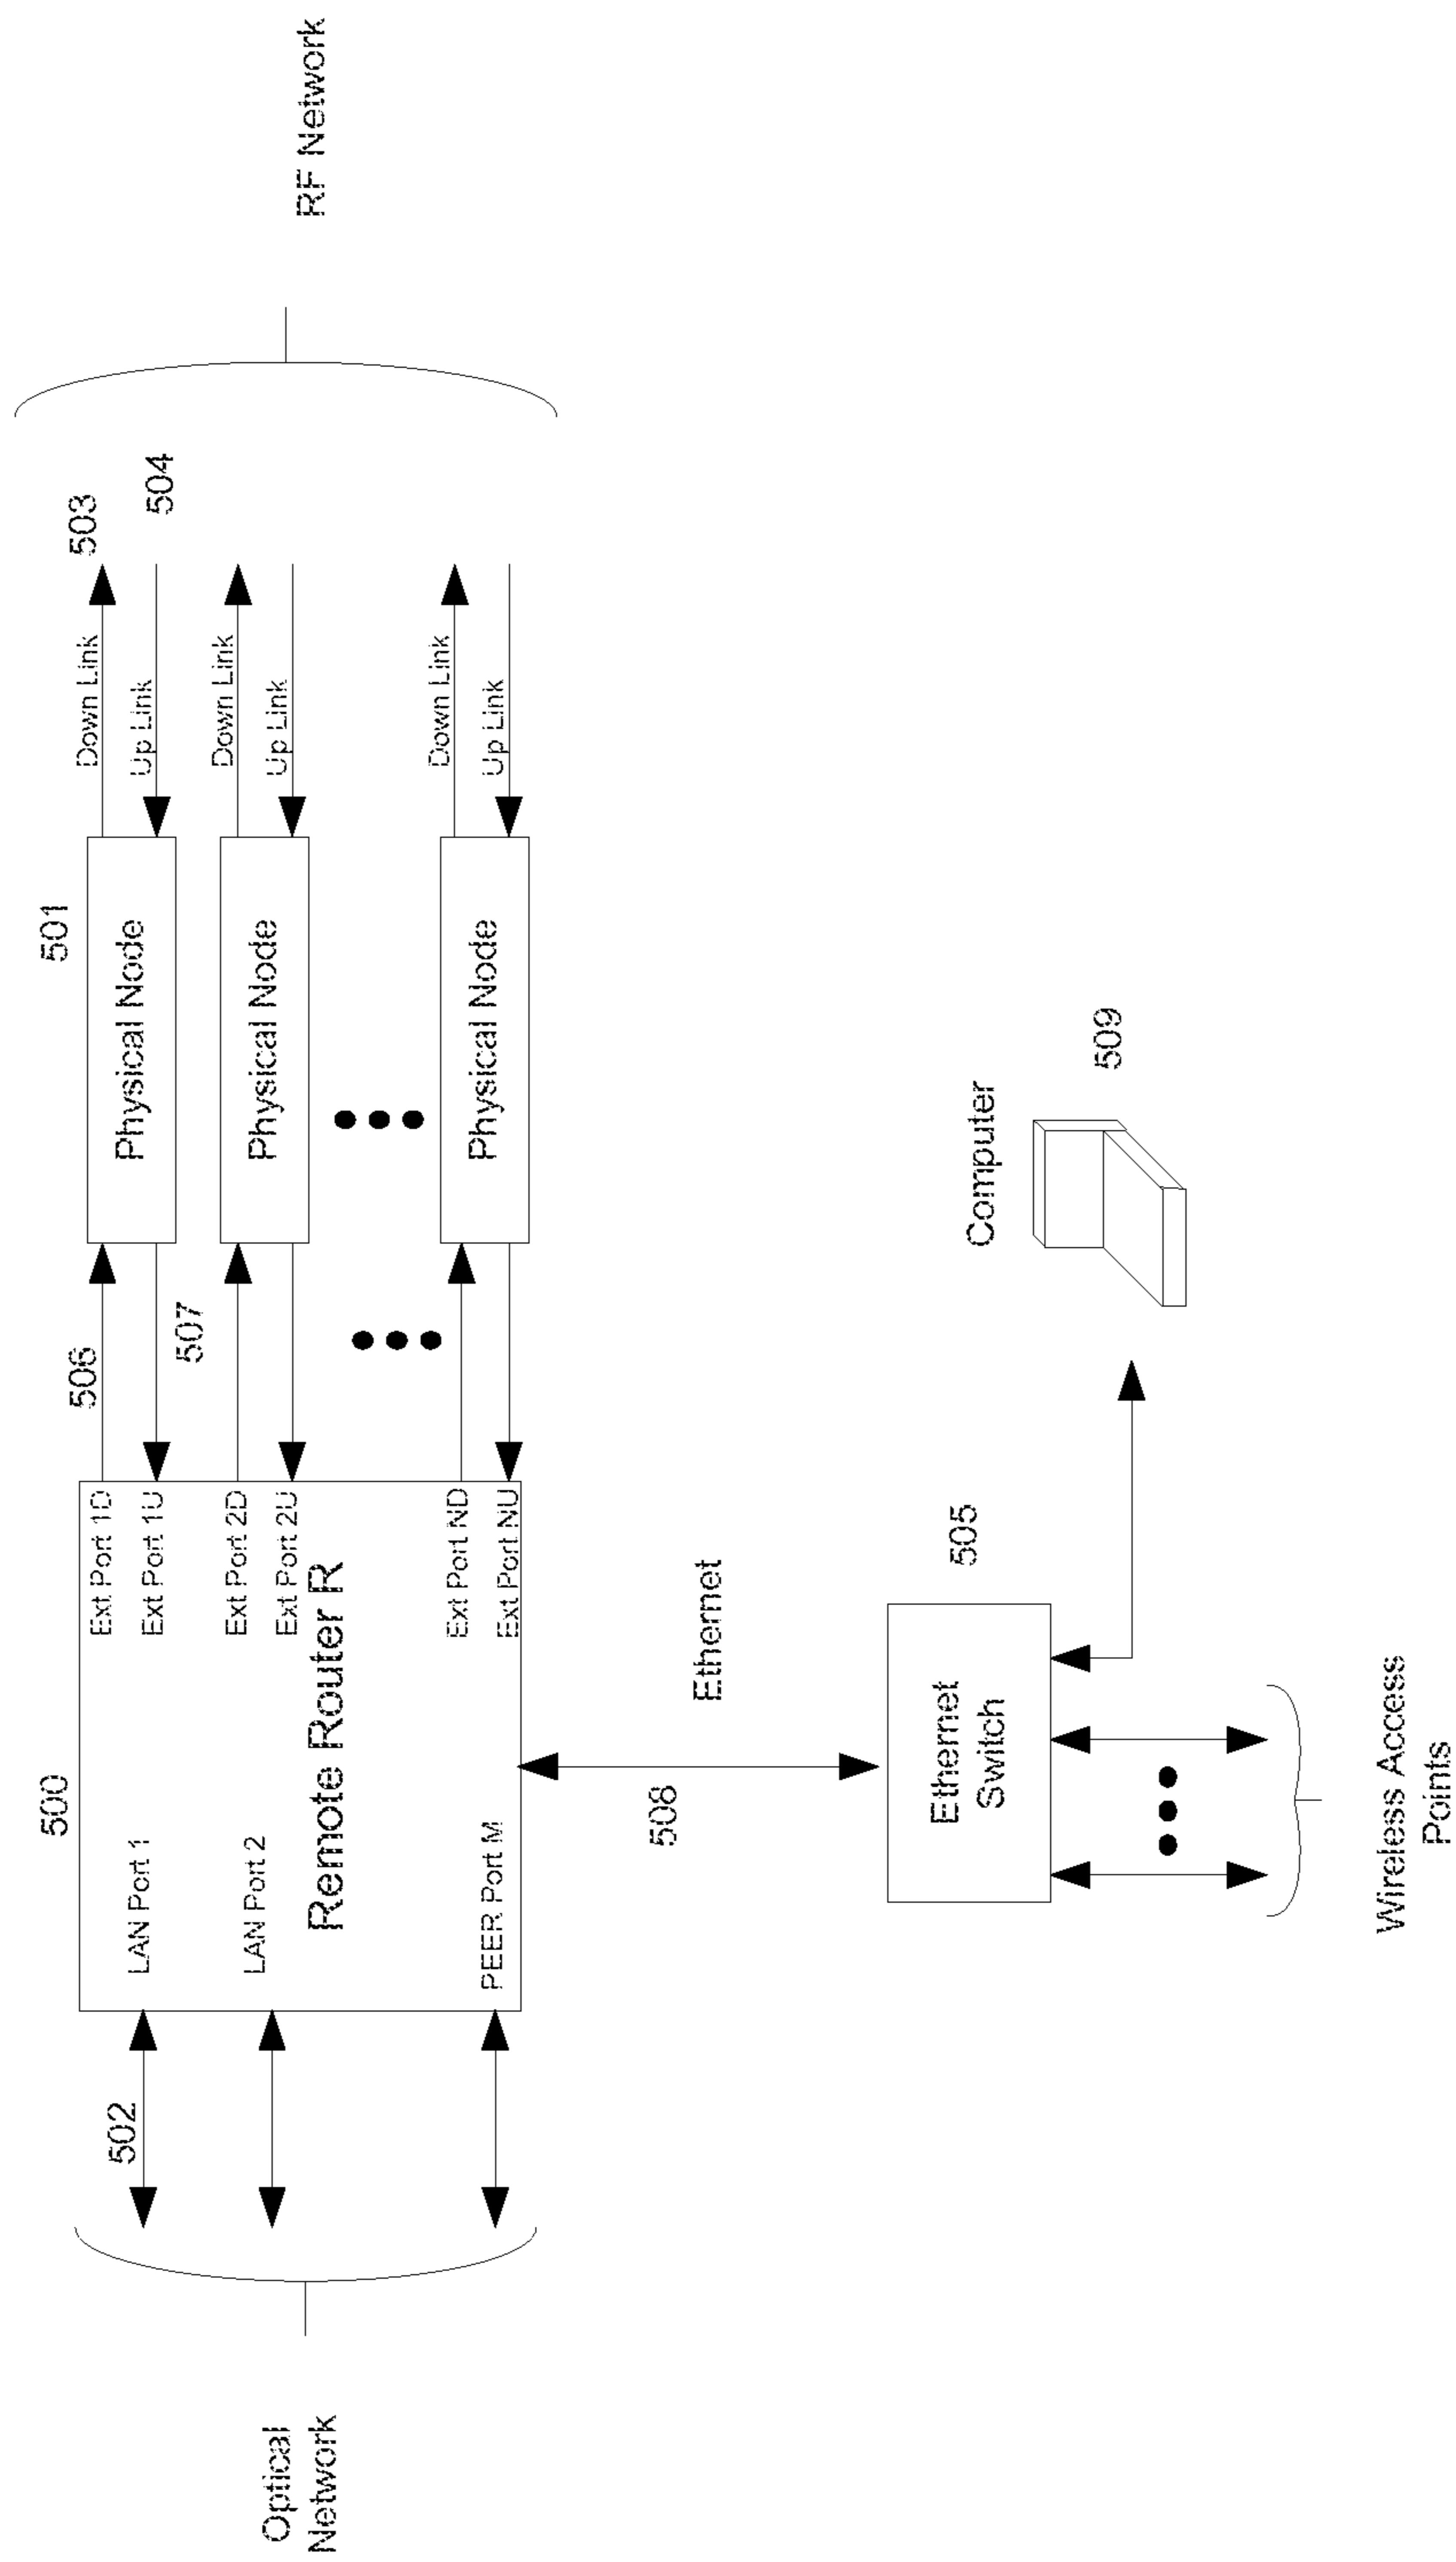 500
501
503
504
506
507
502
LAN Port 1
LAN Port 2
PEER Port M
Remote Router R
Ext Port 1D
Ext Port 1U
Ext Port 2D
Ext Port 2U
Ext Port ND
Ext Port NU
Physical Node
Physical Node
Physical Node
Down Link
Up Link
Down Link
Up Link
Down Link
Up Link
Optical
Network
RF Network
508
Ethernet
505
Ethernet
Switch
Computer
509
Wireless Access
Points